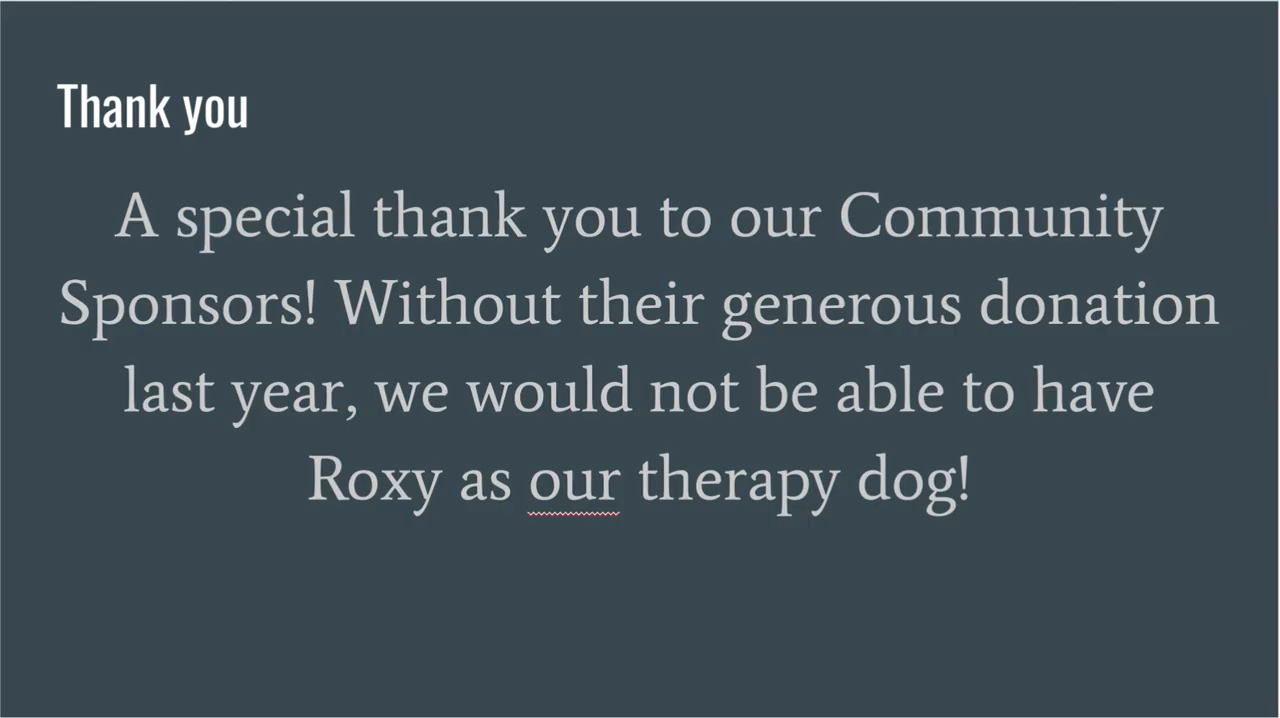 Thank you
A special thank you to our Community
Sponsors! Without their generous donation
last year, we would not be able to have
Roxy as our therapy dog!